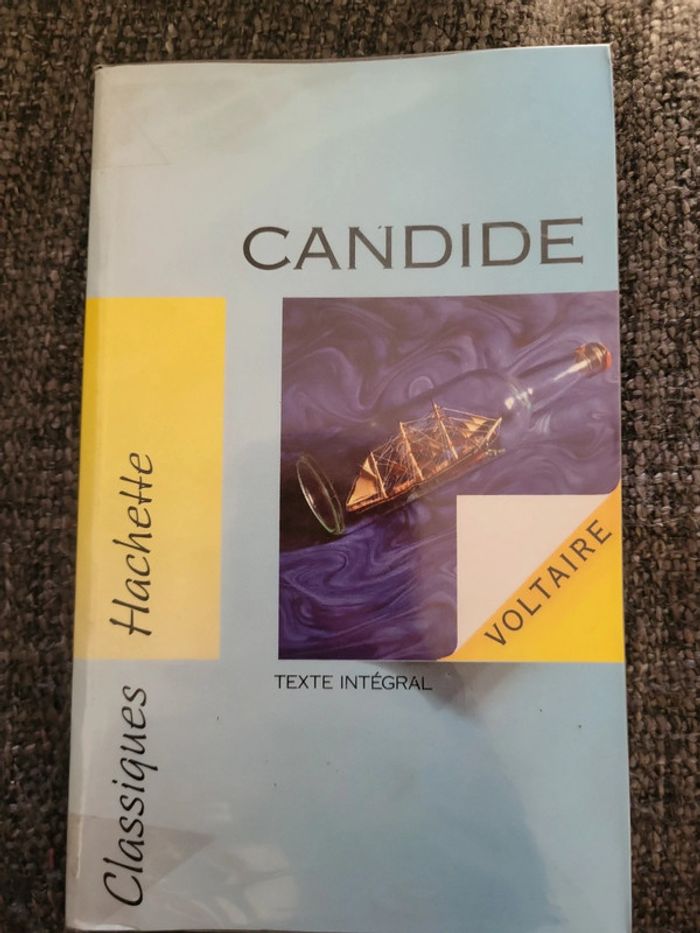 CANDIDE
VOLTAIRE
TEXTE INTÉGRAL
Classiques Hachette